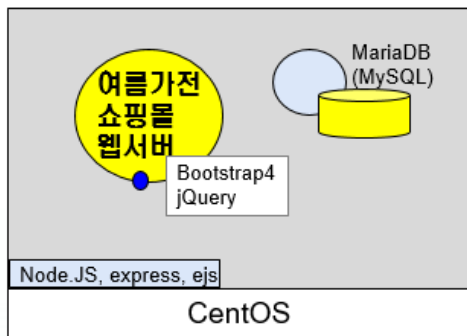 여름가전
쇼핑몰
웹서버
MariaDB
(MySQL)
Bootstrap4
jQuery
Node.JS, express, ejs
CentOS